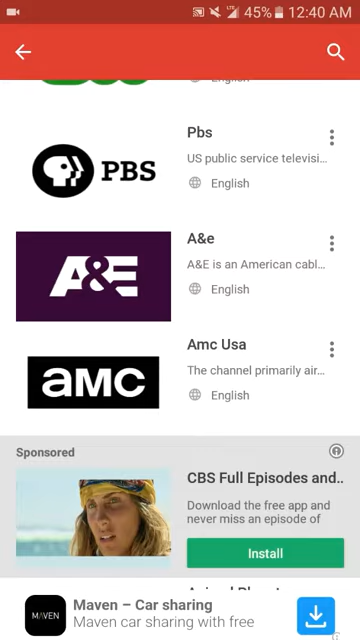 LTE 45% 12:40 AM
English
Pbs
US public service televisi...
English
PBS
A&e
A&E is an American cabl...
English
A&E
Amc Usa
The channel primarily air...
English
aMC
Sponsored
CBS Full Episodes and..
Download the free app and
never miss an episode of
Install
Maven – Car sharing
Maven car sharing with free
MAVEN